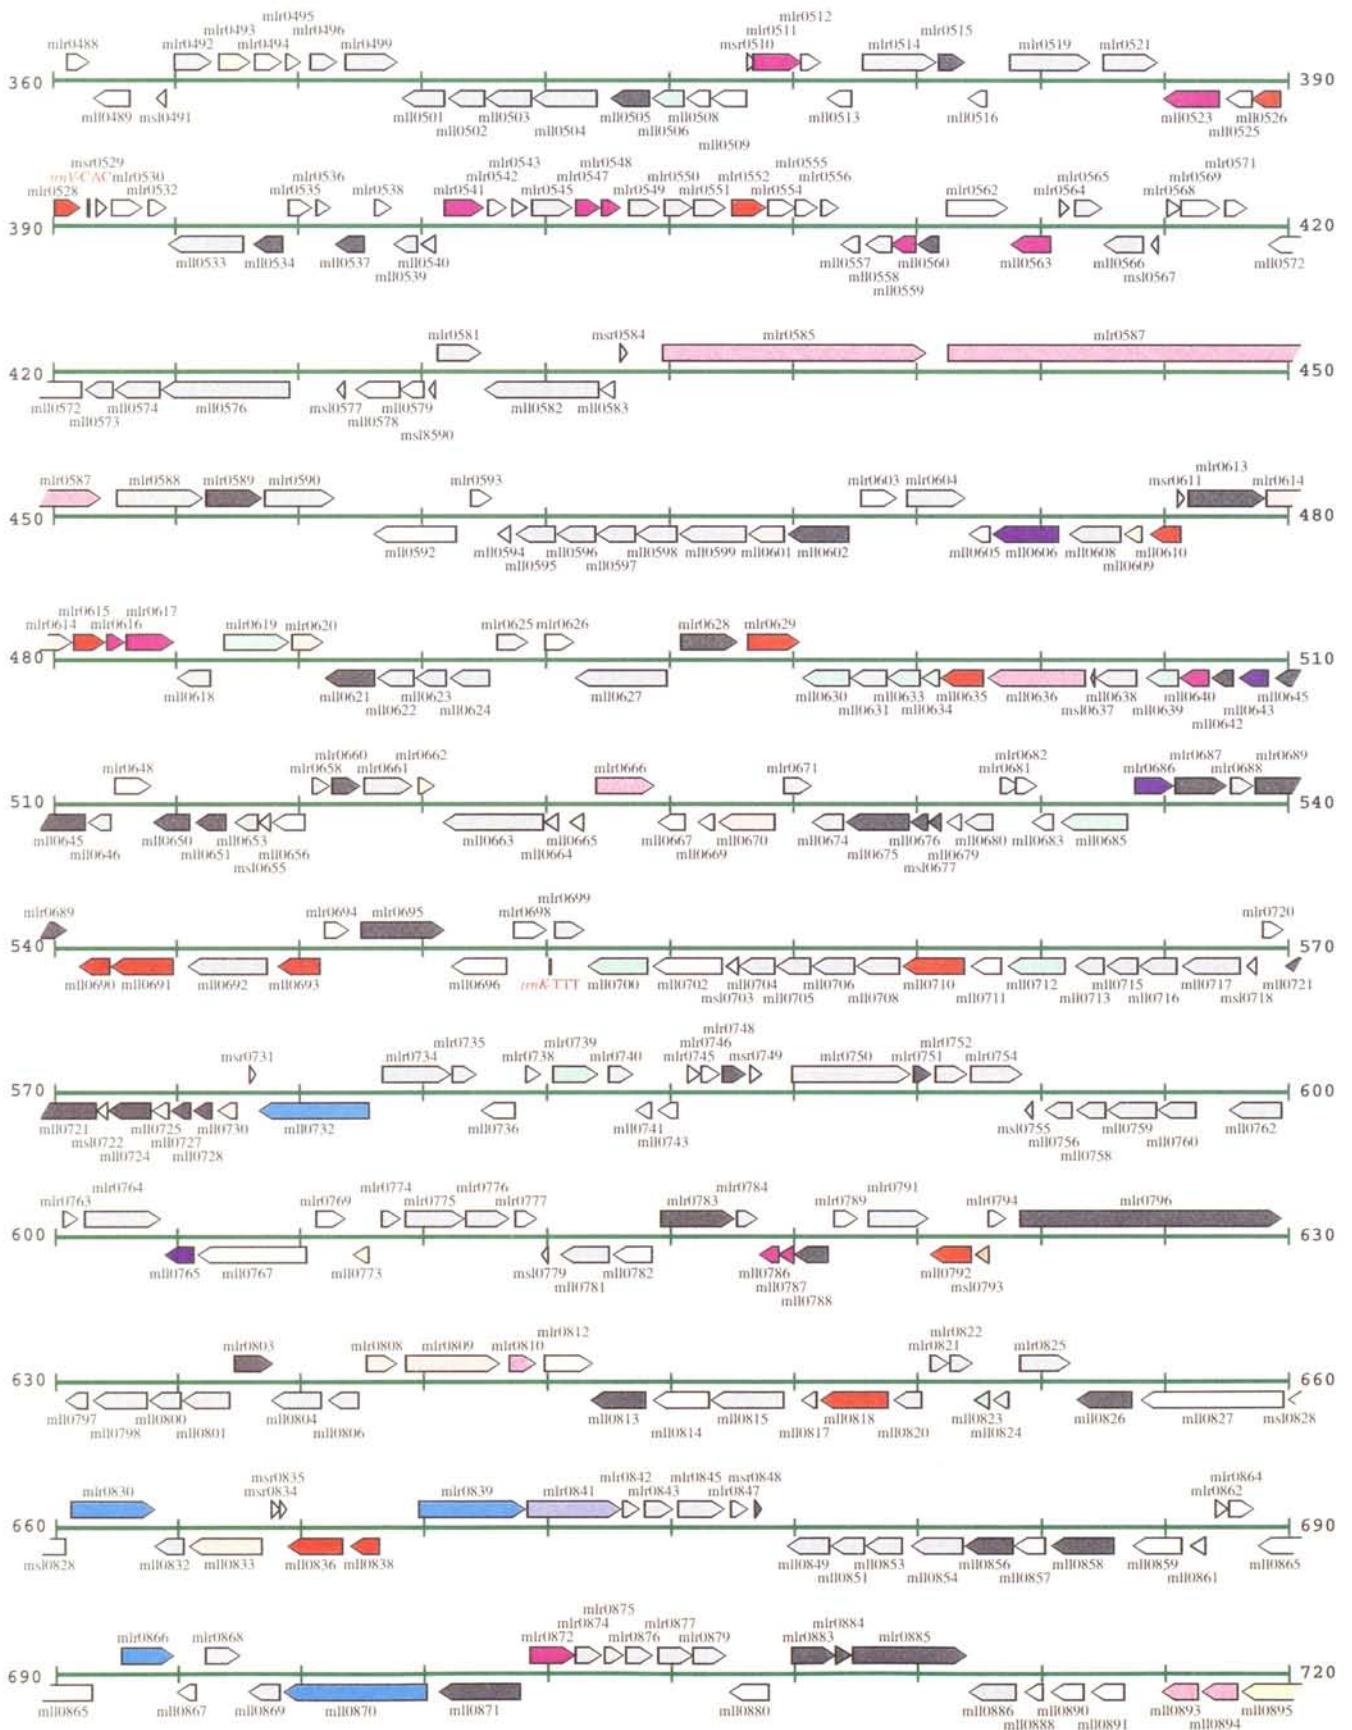 mlr0495
mlr0493 mlr0496 mlr0512
mlr0511 mlr0515
mlr0488 mlr0492 mlr0494 mlr0499 msr0510 mlr0514 mlr0519 mlr0521
360 390
mll0489 msl0491 mll0501 mll0503 mll0505 mll0508 mll0513 mll0516 mll0523 mll0526
mll0502 mll0504 mll0506 mll0509 mll0525
msr0529 mlr0536 mlr0543 mlr0548 mlr0550 mlr0552 mlr0555 mlr0565 mlr0571
trnV-CAC mlr0530 mlr0542 mlr0547 mlr0556 mlr0569
mlr0528 mlr0532 mlr0535 mlr0538 mlr0541 mlr0545 mlr0549 mlr0551 mlr0554 mlr0562 mlr0564 mlr0568
390 420
mll0533 mll0534 mll0537 mll0540 mll0557 mll0560 mll0563 mll0566 mll0572
mll0539 mll0558 msl0567
mll0559
mlr0581 msr0584 mlr0585 mlr0587
420 450
mll0572 mll0574 mll0576 msl0577 mll0579 mll0582 mll0583
mll0573 mll0578
msl8590
mlr0613
mlr0587 mlr0588 mlr0589 mlr0590 mlr0593 mlr0603 mlr0604 msr0611 mlr0614
450 480
mll0592 mll0594 mll0596 mll0598 mll0599 mll0601 mll0602 mll0605 mll0606 mll0608 mll0610
mll0595 mll0597 mll0609
mlr0615 mlr0617
mlr0614 mlr0616 mlr0619 mlr0620 mlr0625 mlr0626 mlr0628 mlr0629
480 510
mll0618 mll0621 mll0623 mll0627 mll0630 mll0633 mll0635 mll0636 mll0638 mll0640 mll0645
mll0622 mll0624 mll0631 mll0634 msl0637 mll0639 mll0643
mll0642
mlr0660 mlr0662 mlr0682 mlr0687 mlr0689
mlr0648 mlr0658 mlr0661 mlr0666 mlr0671 mlr0681 mlr0686 mlr0688
510 540
mll0645 mll0650 mll0653 mll0656 mll0663 mll0665 mll0667 mll0670 mll0674 mll0676 mll0680 mll0683 mll0685
mll0646 mll0651 mll0664 mll0669 mll0675 mll0679
msl0655 msl0677
mlr0699
mlr0689 mlr0694 mlr0695 mlr0698 mlr0720
540 570
mll0690 mll0691 mll0692 mll0693 mll0696 trnK-TTT mll0700 mll0702 mll0704 mll0706 mll0710 mll0712 mll0715 mll0717 mll0721
msl0703 mll0705 mll0708 mll0711 mll0713 mll0716 msl0718
mlr0748
mlr0735 mlr0739 mlr0746 mlr0752
msr0731 mlr0734 mlr0738 mlr0740 mlr0745 msr0749 mlr0750 mlr0751 mlr0754
570 600
mll0721 mll0725 mll0730 mll0732 mll0736 mll0741 msl0755 mll0759 mll0762
msl0722 mll0727 mll0743 mll0756 mll0760
mll0724 mll0728 mll0758
mlr0764 mlr0774 mlr0776 mlr0784 mlr0791
mlr0763 mlr0769 mlr0775 mlr0777 mlr0783 mlr0789 mlr0794 mlr0796
600 630
mll0765 mll0767 mll0773 msl0779 mll0782 mll0786 mll0792
mll0781 mll0787 msl0793
mll0788
mlr0812 mlr0822
mlr0803 mlr0808 mlr0809 mlr0810 mlr0821 mlr0825
630 660
mll0797 mll0800 mll0804 mll0813 mll0815 mll0818 mll0823 mll0826 mll0827 msl0828
mll0798 mll0801 mll0806 mll0814 mll0817 mll0820 mll0824
msr0835 mlr0842 mlr0845 msr0848 mlr0864
mlr0830 msr0834 mlr0839 mlr0841 mlr0843 mlr0847 mlr0862
660 690
msl0828 mll0832 mll0833 mll0836 mll0838 mll0849 mll0853 mll0856 mll0858 mll0859 mll0865
mll0851 mll0854 mll0857 mll0861
mlr0875
mlr0874 mlr0877 mlr0884
mlr0866 mlr0868 mlr0872 mlr0876 mlr0879 mlr0883 mlr0885
690 720
mll0865 mll0867 mll0869 mll0870 mll0871 mll0880 mll0886 mll0890 mll0893 mll0895
mll0888 mll0891 mll0894